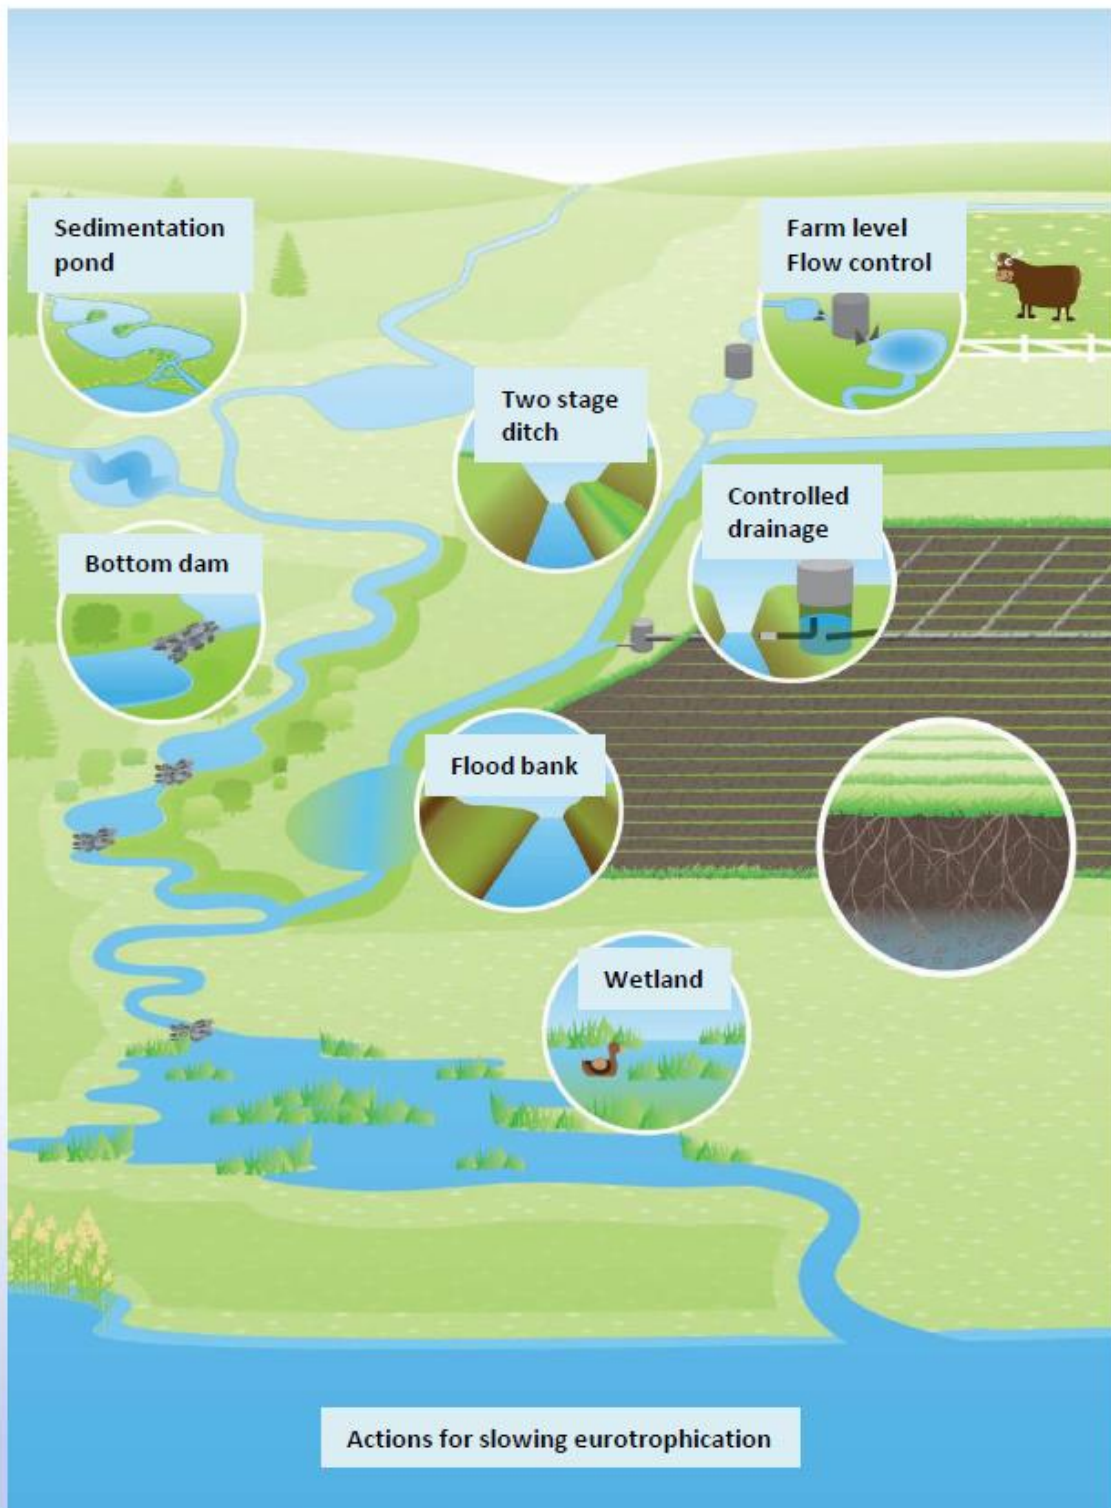 Sedimentation
pond
Farm level
Flow control
Two stage
ditch
Controlled
drainage
Bottom dam
Flood bank
Wetland
Actions for slowing eurotrophication